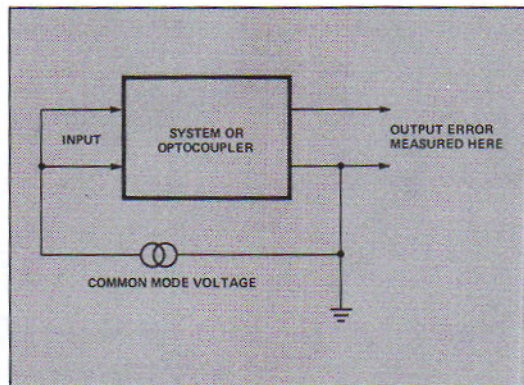 INPUT
SYSTEM OR
OPTOCOUPLER
OUTPUT ERROR
MEASURED HERE
COMMON MODE VOLTAGE